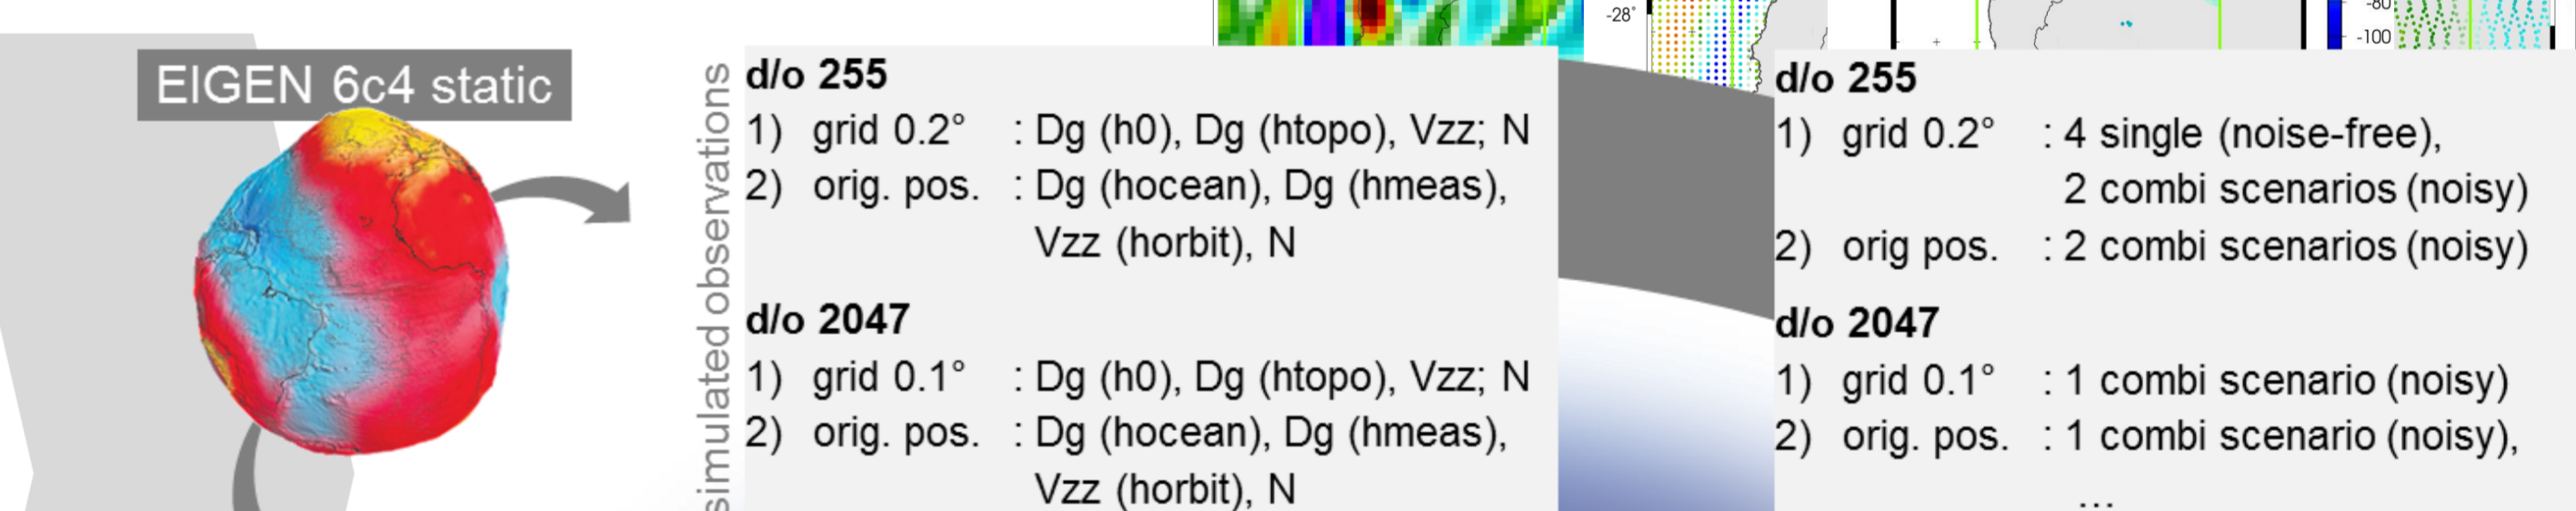 EIGEN 6c4 static
simulated observations
d/o 255
1) grid 0.2° : Dg (h0), Dg (htopo), Vzz; N
2) orig. pos. : Dg (hocean), Dg (hmeas),
Vzz (horbit), N
d/o 2047
1) grid 0.1° : Dg (h0), Dg (htopo), Vzz; N
2) orig. pos. : Dg (hocean), Dg (hmeas),
Vzz (horbit), N
-28°
-80
-100
d/o 255
1) grid 0.2° : 4 single (noise-free),
2 combi scenarios (noisy)
2) orig pos. : 2 combi scenarios (noisy)
d/o 2047
1) grid 0.1° : 1 combi scenario (noisy)
2) orig. pos. : 1 combi scenario (noisy),
...